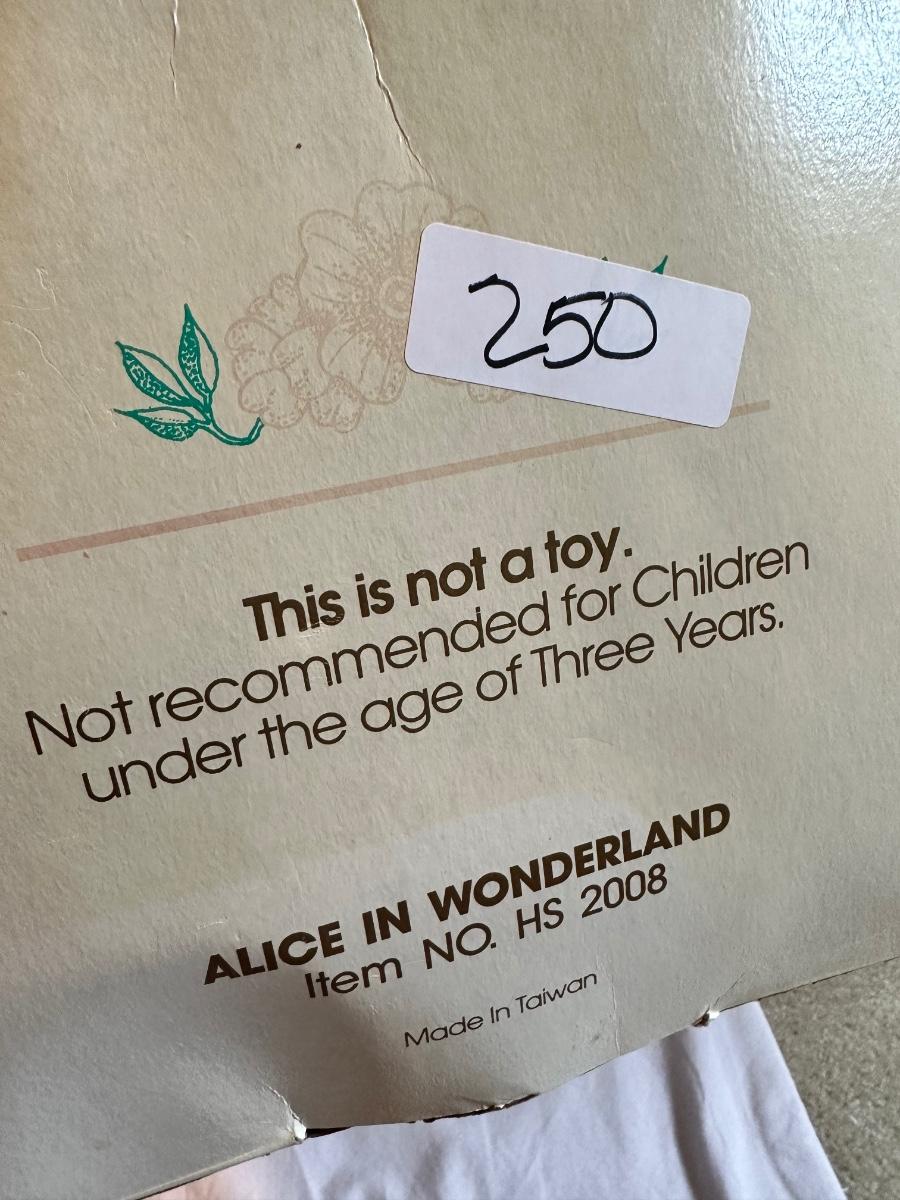 250
This is not a toy.
Not recommended for Children
under the age of Three Years.
ALICE IN WONDERLAND
Item NO. HS 2008
Made In Taiwan